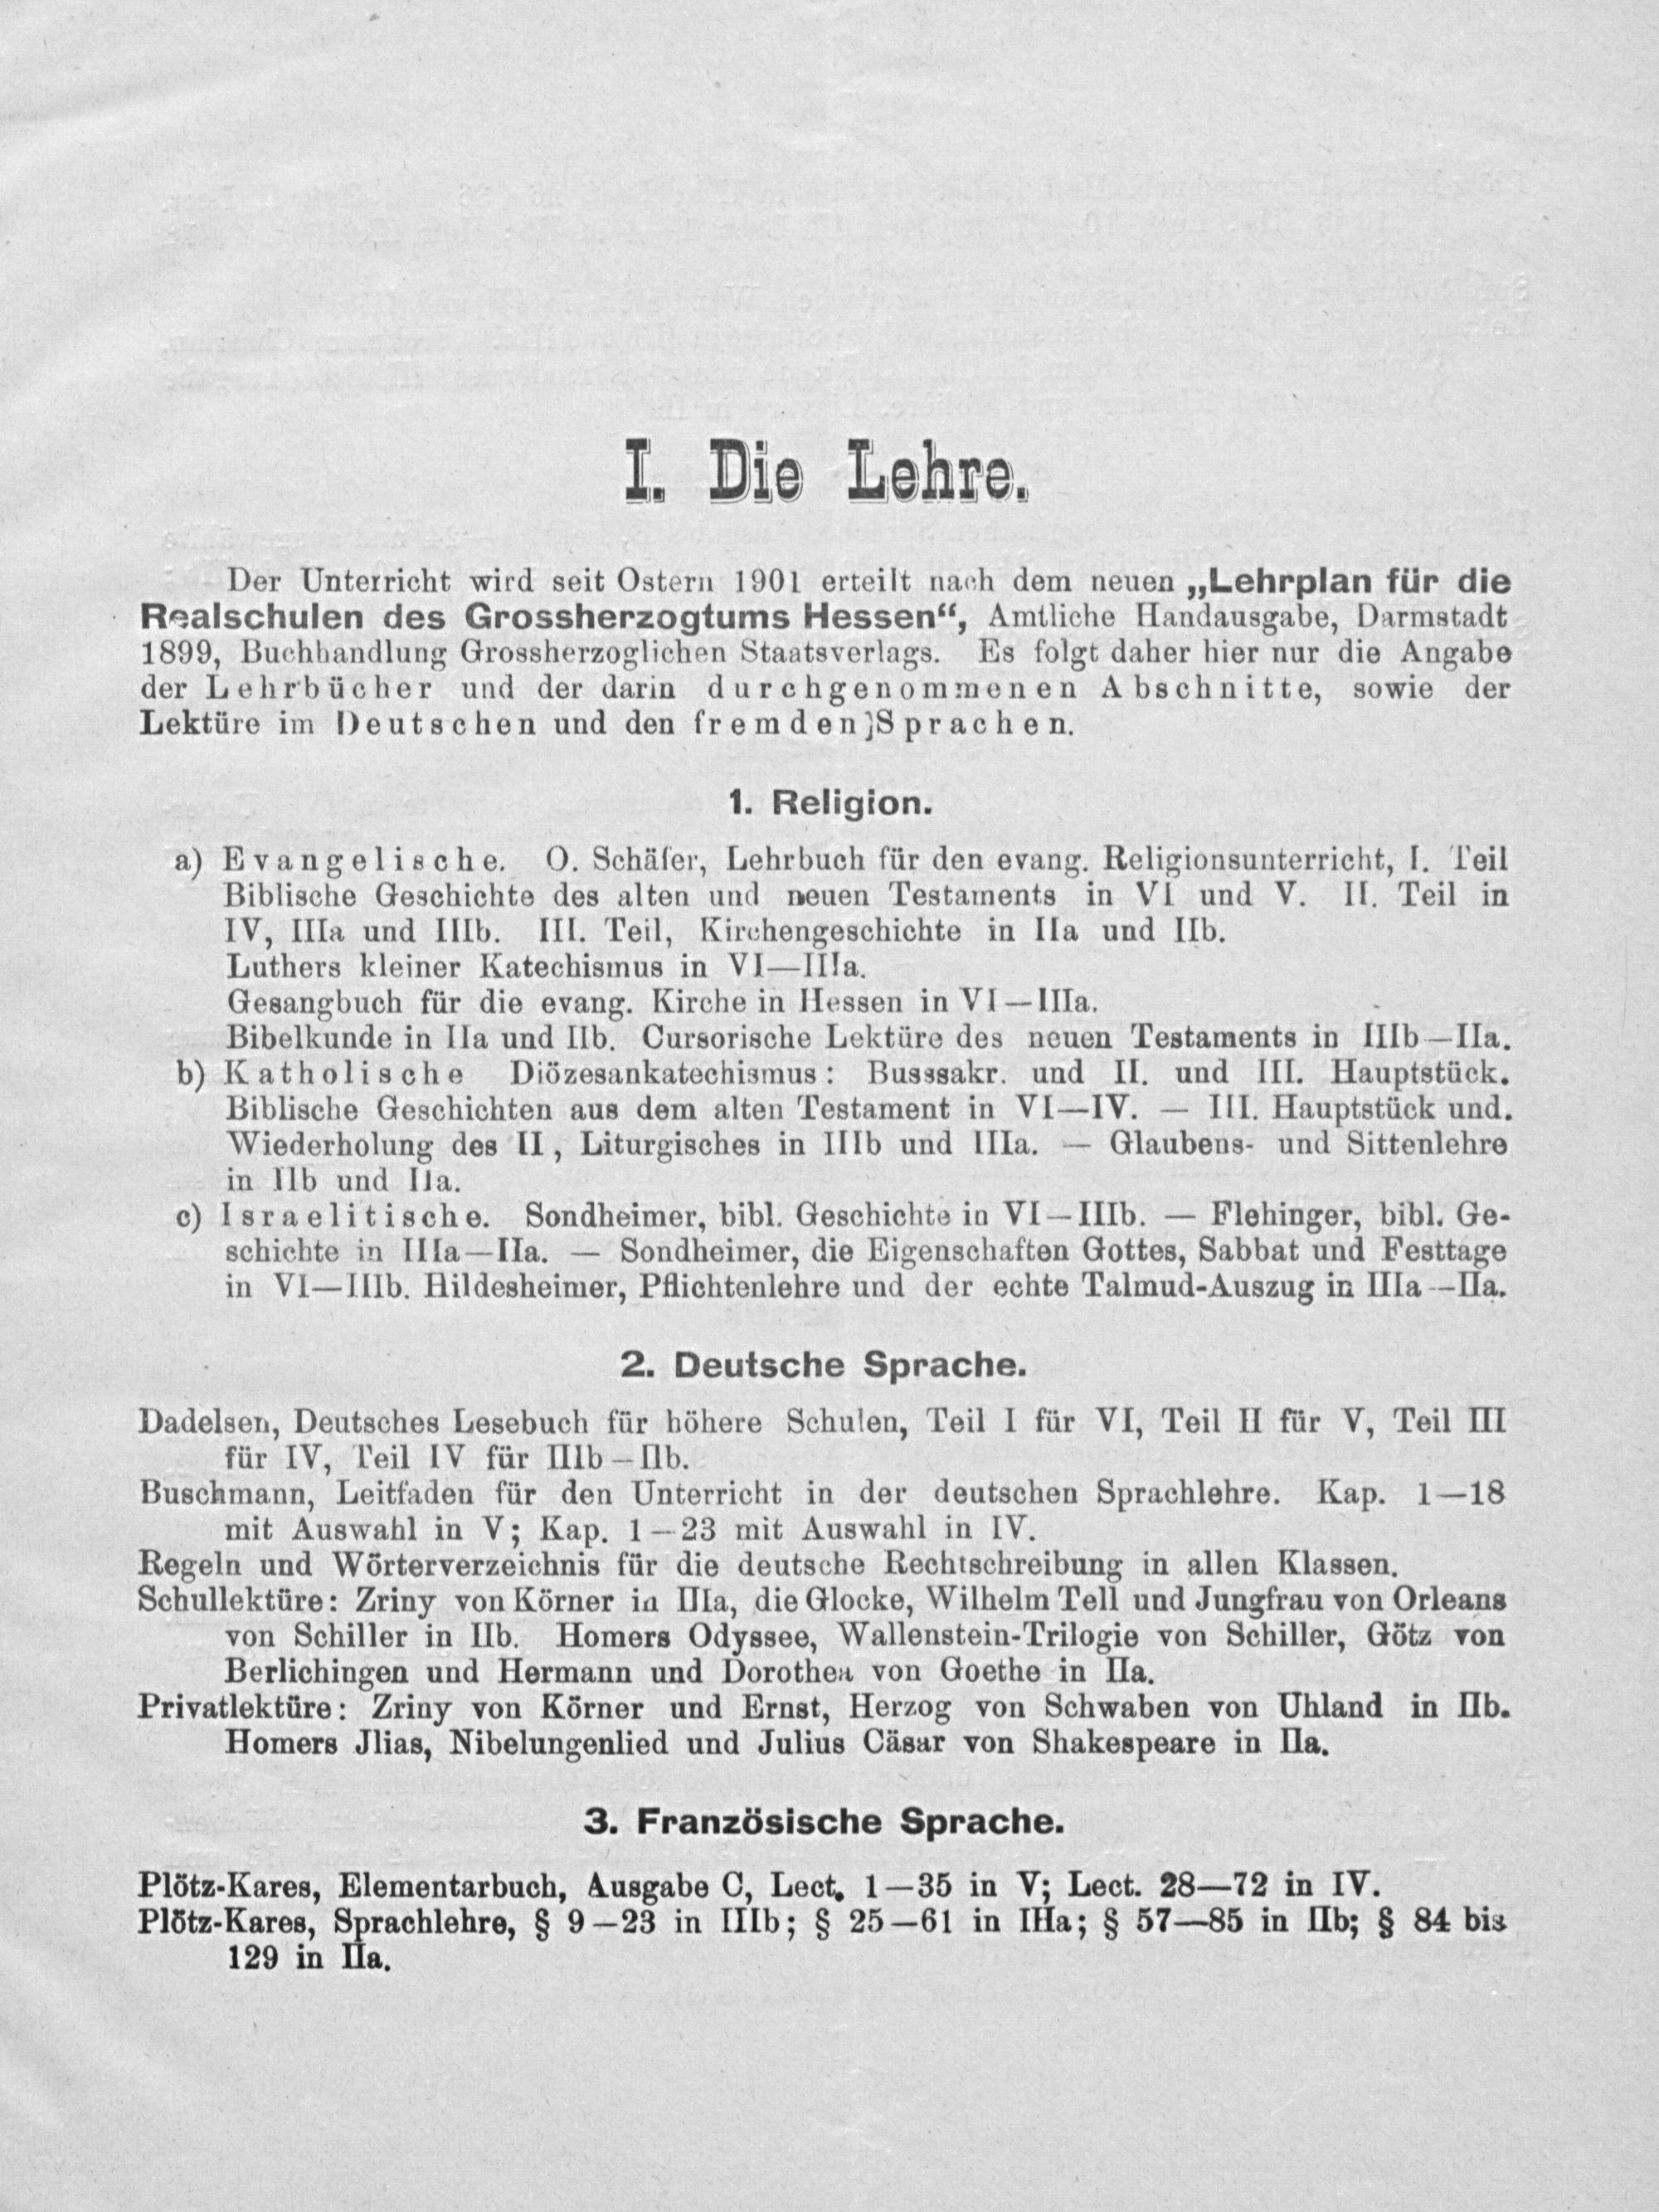 I. Die Lehre.
Der Unterricht wird seit Ostern 1901 erteilt nach dem neuen „Lehrplan für die
Realschulen des Grossherzogtums Hessen“, Amtliche Handausgabe, Darmstadt
1899, Buchhandlung Grossherzoglichen Staatsverlags. Es folgt daher hier nur die Angabe
der Lehrbücher und der darin durchgenommenen Abschnitte, sowie der
Lektüre im Deutschen und den fremden]Sprachen.
1. Religion.
a) Evangelische. O. Schäfer, Lehrbuch für den evang. Religionsunterricht, I. Teil
Biblische Geschichte des alten und neuen Testaments in VI und V. II. Teil in
IV, IIIa und IIIb. III. Teil, Kirchengeschichte in IIa und IIb.
Luthers kleiner Katechismus in VI—IIIa.
Gesangbuch für die evang. Kirche in Hessen in VI—IIIa.
Bibelkunde in IIa und IIb. Cursorische Lektüre des neuen Testaments in IIIb—IIa.
b) Katholische Diözesankatechismus: Busssakr. und II. und III. Hauptstück.
Biblische Geschichten aus dem alten Testament in VI—IV. — III. Hauptstück und.
Wiederholung des II, Liturgisches in IIIb und IIIa. — Glaubens- und Sittenlehre
in IIb und IIa.
c) Israelitische. Sondheimer, bibl. Geschichte in VI—IIIb. — Flehinger, bibl. Ge-
schichte in IIIa—IIa. — Sondheimer, die Eigenschaften Gottes, Sabbat und Festtage
in VI—IIIb. Hildesheimer, Pflichtenlehre und der echte Talmud-Auszug in IIIa—IIa.
2. Deutsche Sprache.
Dadelsen, Deutsches Lesebuch für höhere Schulen, Teil I für VI, Teil II für V, Teil III
für IV, Teil IV für IIIb—IIb.
Buschmann, Leitfaden für den Unterricht in der deutschen Sprachlehre. Kap. 1—18
mit Auswahl in V; Kap. 1—23 mit Auswahl in IV.
Regeln und Wörterverzeichnis für die deutsche Rechtschreibung in allen Klassen.
Schullektüre: Zriny von Körner in IIIa, die Glocke, Wilhelm Tell und Jungfrau von Orleans
von Schiller in IIb. Homers Odyssee, Wallenstein-Trilogie von Schiller, Götz von
Berlichingen und Hermann und Dorothea von Goethe in IIa.
Privatlektüre: Zriny von Körner und Ernst, Herzog von Schwaben von Uhland in IIb.
Homers Jlias, Nibelungenlied und Julius Cäsar von Shakespeare in IIa.
3. Französische Sprache.
Plötz-Kares, Elementarbuch, Ausgabe C, Lect. 1—35 in V; Lect. 28—72 in IV.
Plötz-Kares, Sprachlehre, § 9—23 in IIIb; § 25—61 in IIIa; § 57—85 in IIb; § 84 bis
129 in IIa.